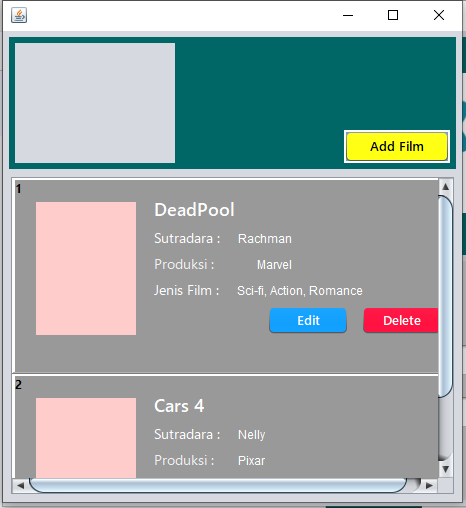 Add Film
1
DeadPool
Sutradara : Rachman
Produksi : Marvel
Jenis Film : Sci-fi, Action, Romance
Edit Delete
2
Cars 4
Sutradara : Nelly
Produksi : Pixar